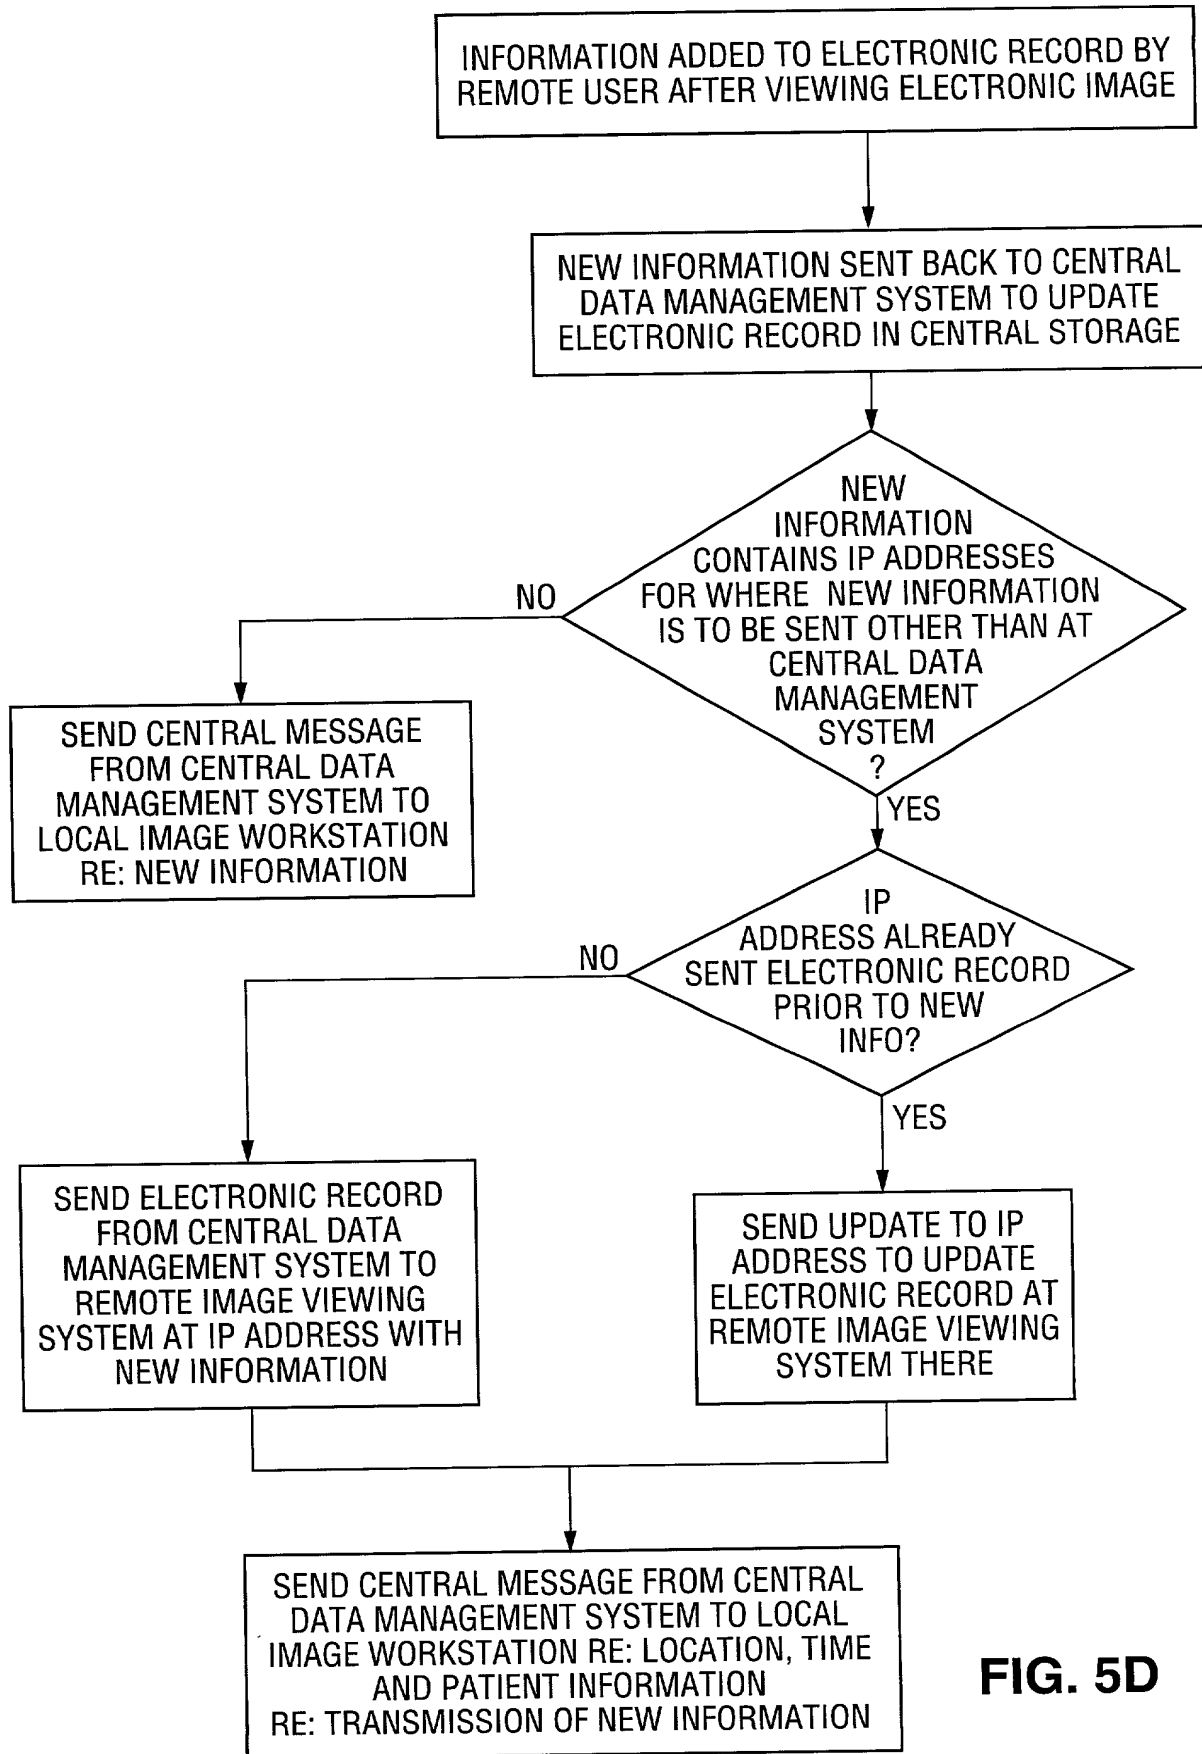 INFORMATION ADDED TO ELECTRONIC RECORD BY
REMOTE USER AFTER VIEWING ELECTRONIC IMAGE
NEW INFORMATION SENT BACK TO CENTRAL
DATA MANAGEMENT SYSTEM TO UPDATE
ELECTRONIC RECORD IN CENTRAL STORAGE
NEW
INFORMATION
CONTAINS IP ADDRESSES
FOR WHERE NEW INFORMATION
IS TO BE SENT OTHER THAN AT
CENTRAL DATA
MANAGEMENT
SYSTEM
?
NO
SEND CENTRAL MESSAGE
FROM CENTRAL DATA
MANAGEMENT SYSTEM TO
LOCAL IMAGE WORKSTATION
RE: NEW INFORMATION
YES
IP
ADDRESS ALREADY
SENT ELECTRONIC RECORD
PRIOR TO NEW
INFO?
NO
YES
SEND ELECTRONIC RECORD
FROM CENTRAL DATA
MANAGEMENT SYSTEM TO
REMOTE IMAGE VIEWING
SYSTEM AT IP ADDRESS WITH
NEW INFORMATION
SEND UPDATE TO IP
ADDRESS TO UPDATE
ELECTRONIC RECORD AT
REMOTE IMAGE VIEWING
SYSTEM THERE
SEND CENTRAL MESSAGE FROM CENTRAL
DATA MANAGEMENT SYSTEM TO LOCAL
IMAGE WORKSTATION RE: LOCATION, TIME
AND PATIENT INFORMATION
RE: TRANSMISSION OF NEW INFORMATION
FIG. 5D